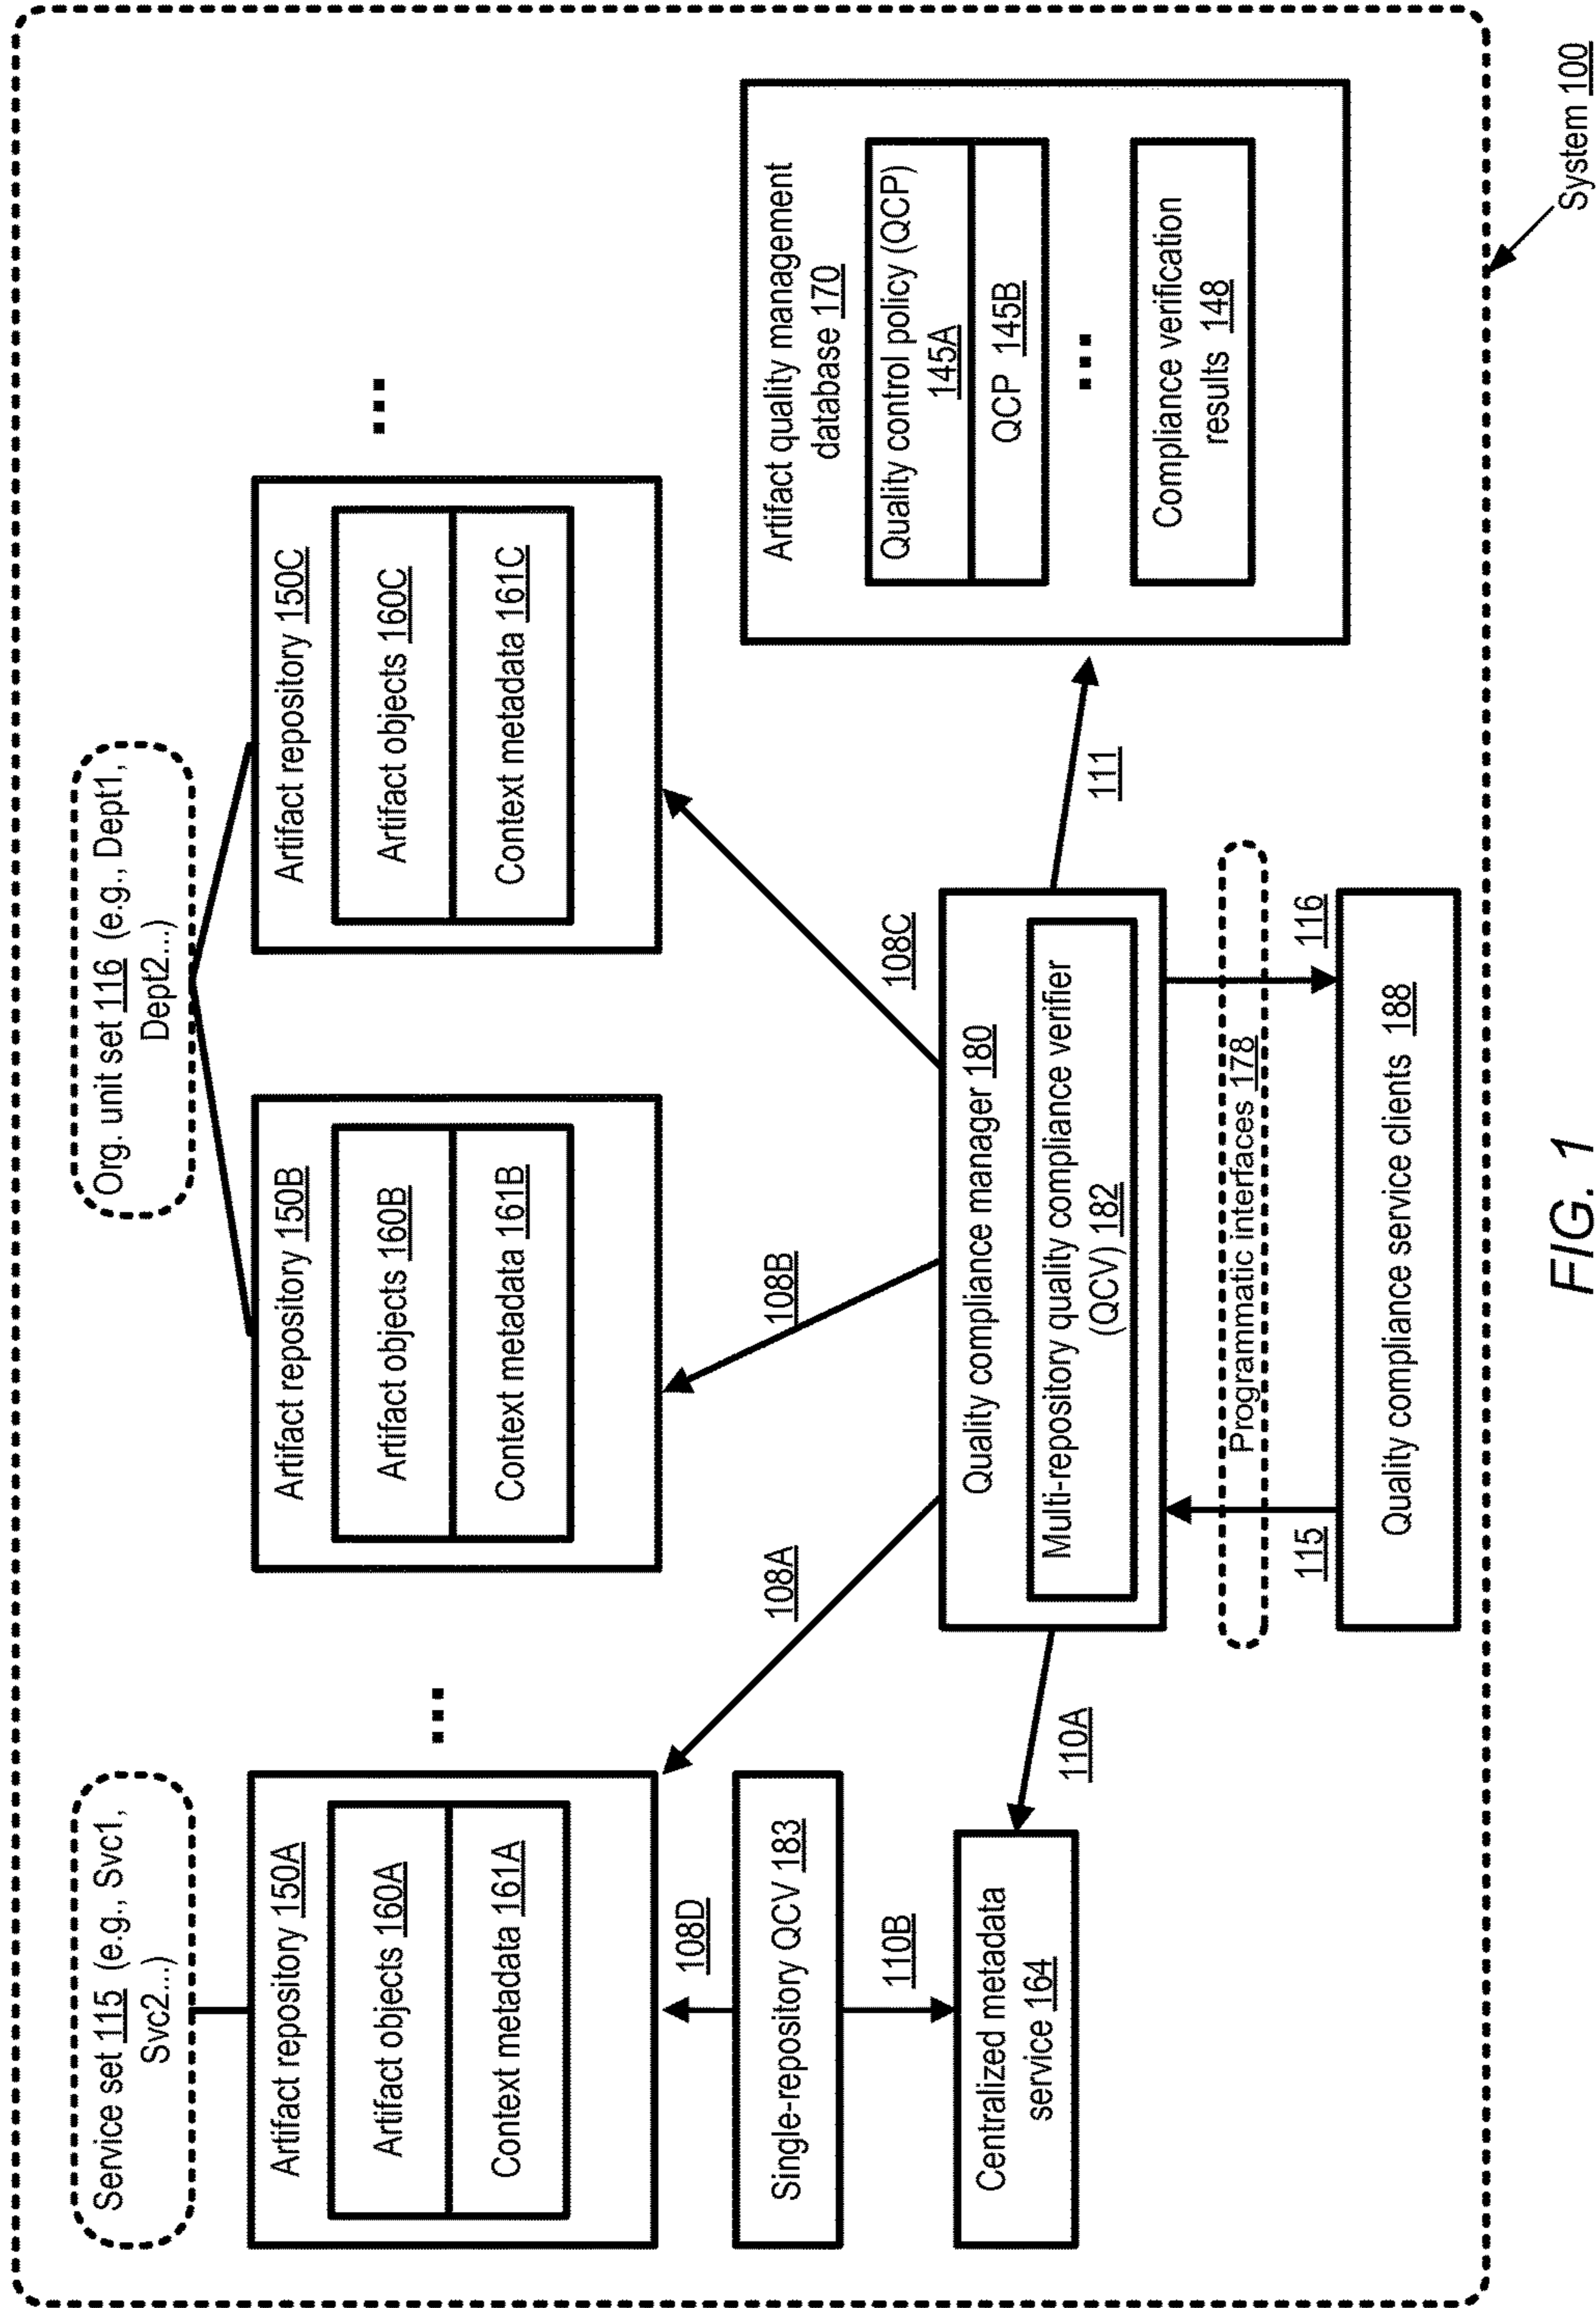 Service set 115 (e.g., Svc1,
Svc2...)
Org. unit set 116 (e.g., Dept1,
Dept2...)
Artifact repository 150A
Artifact objects 160A
Context metadata 161A
...
Artifact repository 150B
Artifact objects 160B
Context metadata 161B
Artifact repository 150C
Artifact objects 160C
Context metadata 161C
...
108D
108A
108B
108C
Single-repository QCV 183
110B
Centralized metadata
service 164
110A
Quality compliance manager 180
Multi-repository quality compliance verifier
(QCV) 182
111
Artifact quality management
database 170
Quality control policy (QCP)
145A
QCP 145B
...
Compliance verification
results 148
115
Programmatic interfaces 178
116
Quality compliance service clients 188
System 100
FIG. 1